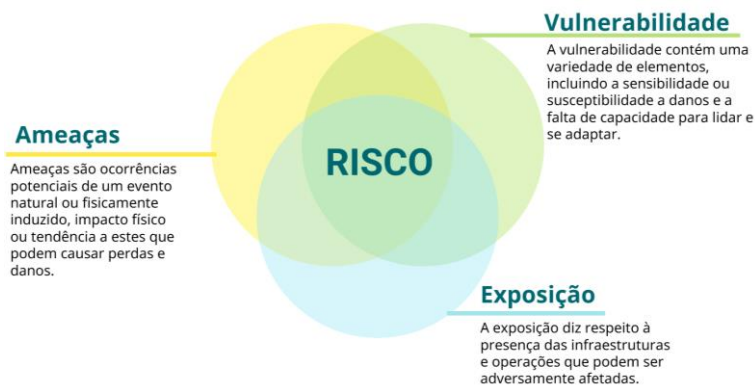 Vulnerabilidade
A vulnerabilidade contém uma
variedade de elementos,
incluindo a sensibilidade ou
susceptibilidade a danos e a
falta de capacidade para lidar e
se adaptar.
Ameaças
Ameaças são ocorrências
potenciais de um evento
natural ou fisicamente
induzido, impacto físico
ou tendência a estes que
podem causar perdas e
danos.
RISCO
Exposição
A exposição diz respeito à
presença das infraestruturas
e operações que podem ser
adversamente afetadas.